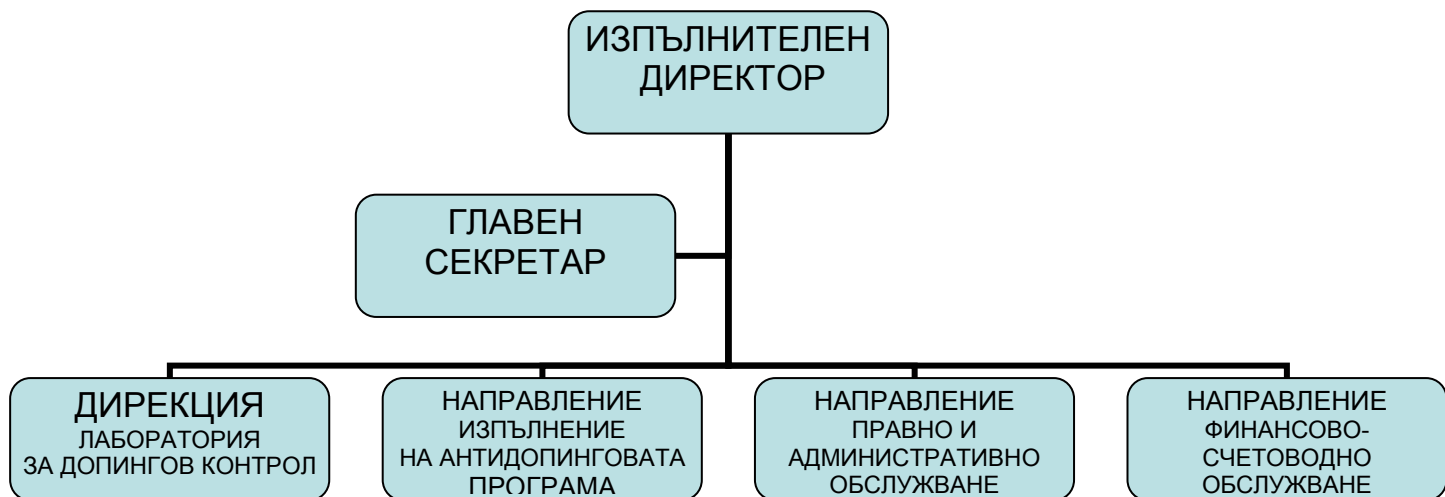 ИЗПЪЛНИТЕЛЕН
ДИРЕКТОР
ГЛАВЕН
СЕКРЕТАР
ДИРЕКЦИЯ
ЛАБОРАТОРИЯ
ЗА ДОПИНГОВ КОНТРОЛ
НАПРАВЛЕНИЕ
ИЗПЪЛНЕНИЕ
НА АНТИДОПИНГОВАТА
ПРОГРАМА
НАПРАВЛЕНИЕ
ПРАВНО И
АДМИНИСТРАТИВНО
ОБСЛУЖВАНЕ
НАПРАВЛЕНИЕ
ФИНАНСОВО-
СЧЕТОВОДНО
ОБСЛУЖВАНЕ